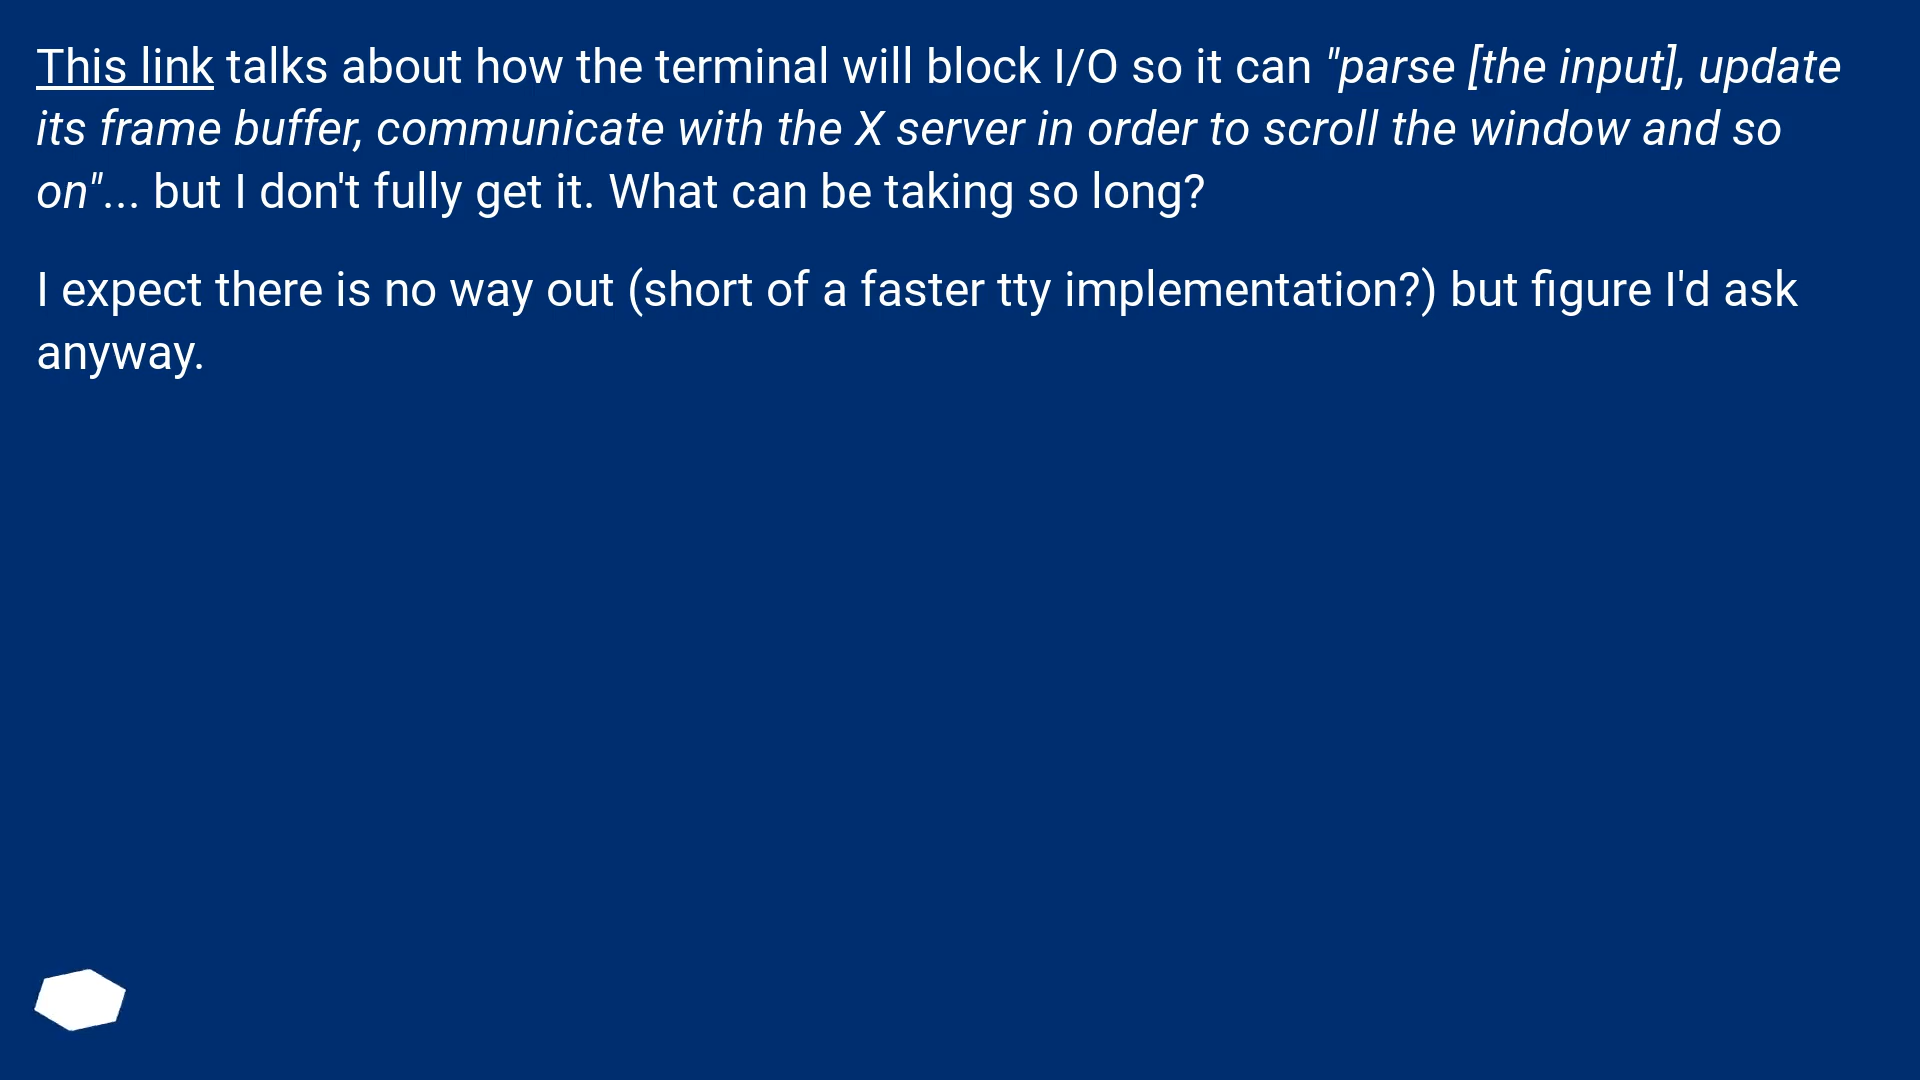 This link talks about how the terminal will block I/O so it can "parse [the input], update
its frame buffer, communicate with the X server in order to scroll the window and so
on"... but I don't fully get it. What can be taking so long?
I expect there is no way out (short of a faster tty implementation?) but figure I'd ask
anyway.